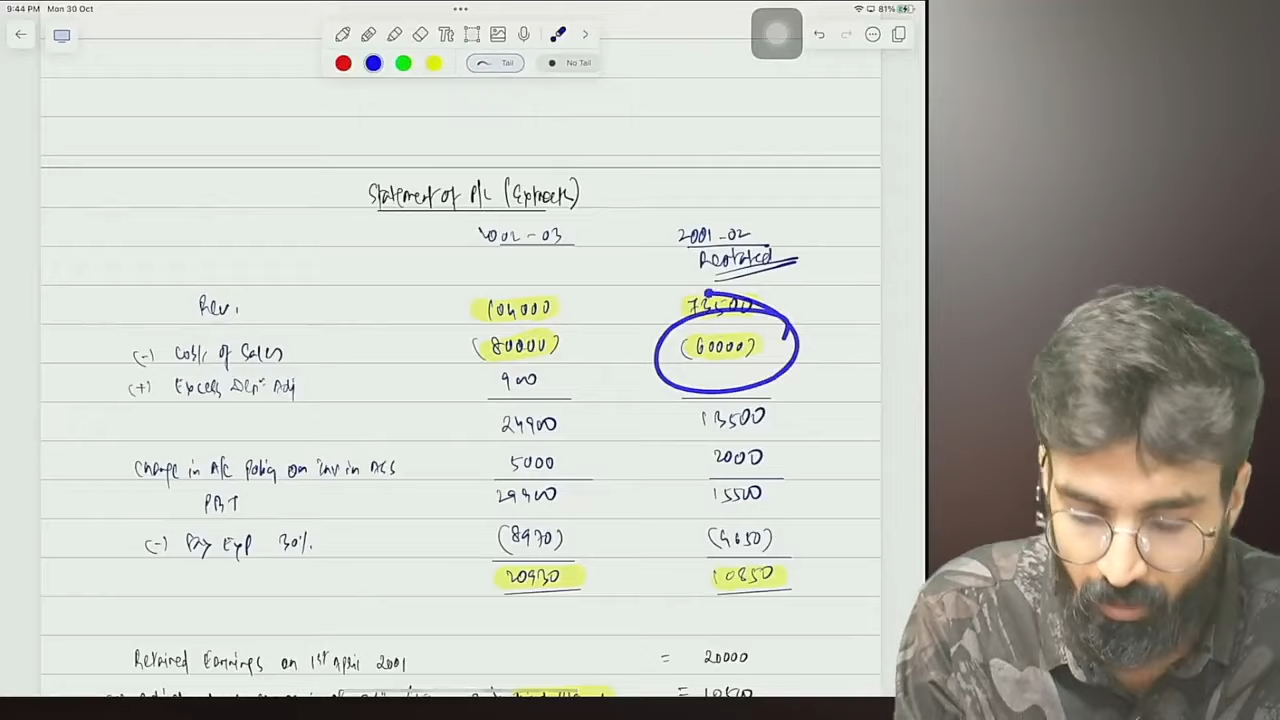 9:44 PM Mon 30 Oct
81%
Tail
No Tail
Statement of P/L (Extracts)
2002-03 2001-02
Restated
Rev. 104000 73500
(-) Cost of Sales (80000) (60000)
(+) Excess Depn Adj 900
24900 13500
Change in A/c Policy on Inv in ACS 5000 2000
PBT 29900 15500
(-) Tax Exp 30% (8970) (4650)
20930 10850
Retained Earnings on 1st April 2001 = 20000